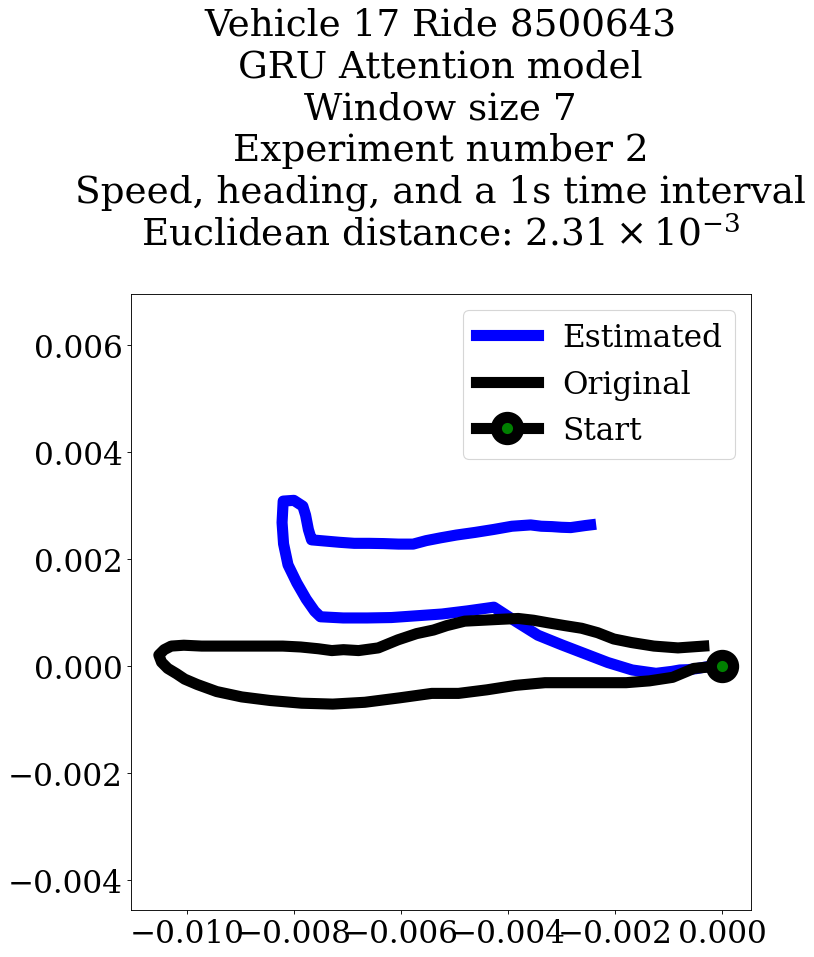 Vehicle 17 Ride 8500643
GRU Attention model
Window size 7
Experiment number 2
Speed, heading, and a 1s time interval
Euclidean distance: 2.31 × 10⁻³
Estimated
Original
Start
0.006
0.004
0.002
0.000
−0.002
−0.004
−0.010 −0.008 −0.006 −0.004 −0.002 0.000